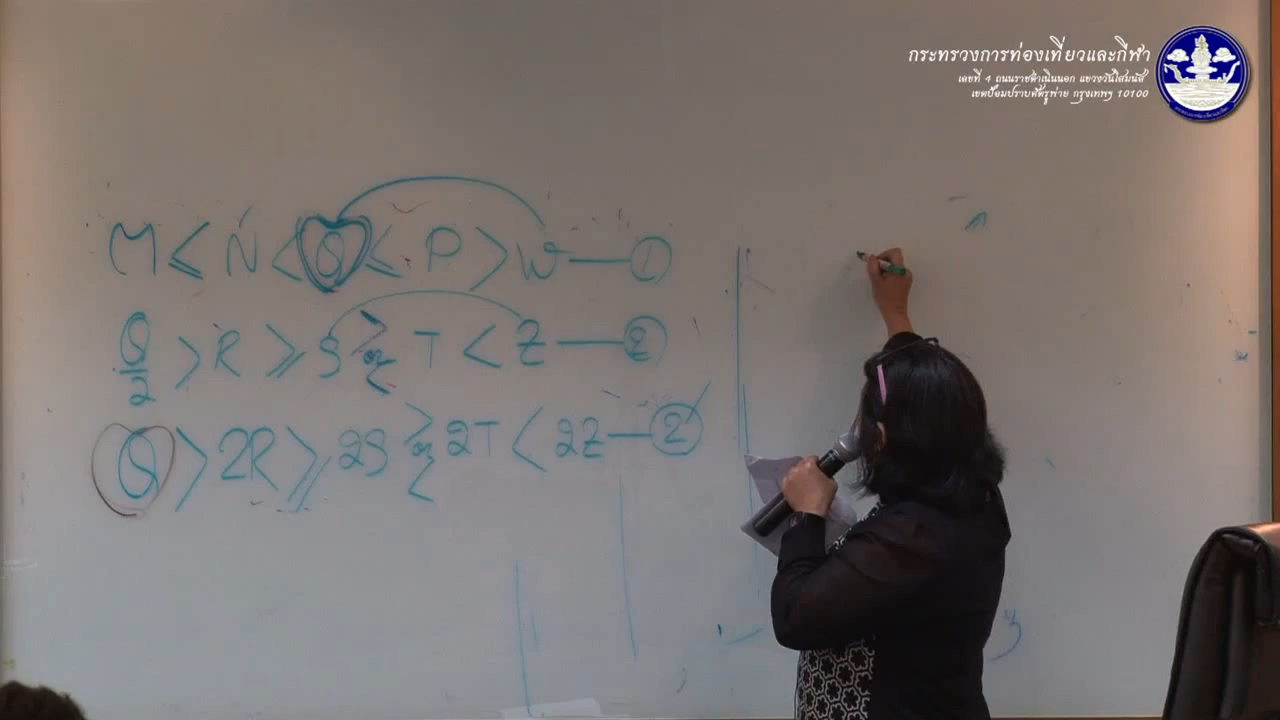 กระทรวงการท่องเที่ยวและกีฬา
เลขที่ 4 ถนนราชดำเนินนอก แขวงวัดโสมนัส
เขตป้อมปราบศัตรูพ่าย กรุงเทพฯ 10100
M ≤ N < Q ≤ P > W — ①
Q/2 > R ≥ S ≯ T < Z — ②
Q > 2R ≥ 2S ≯ 2T < 2Z — ②